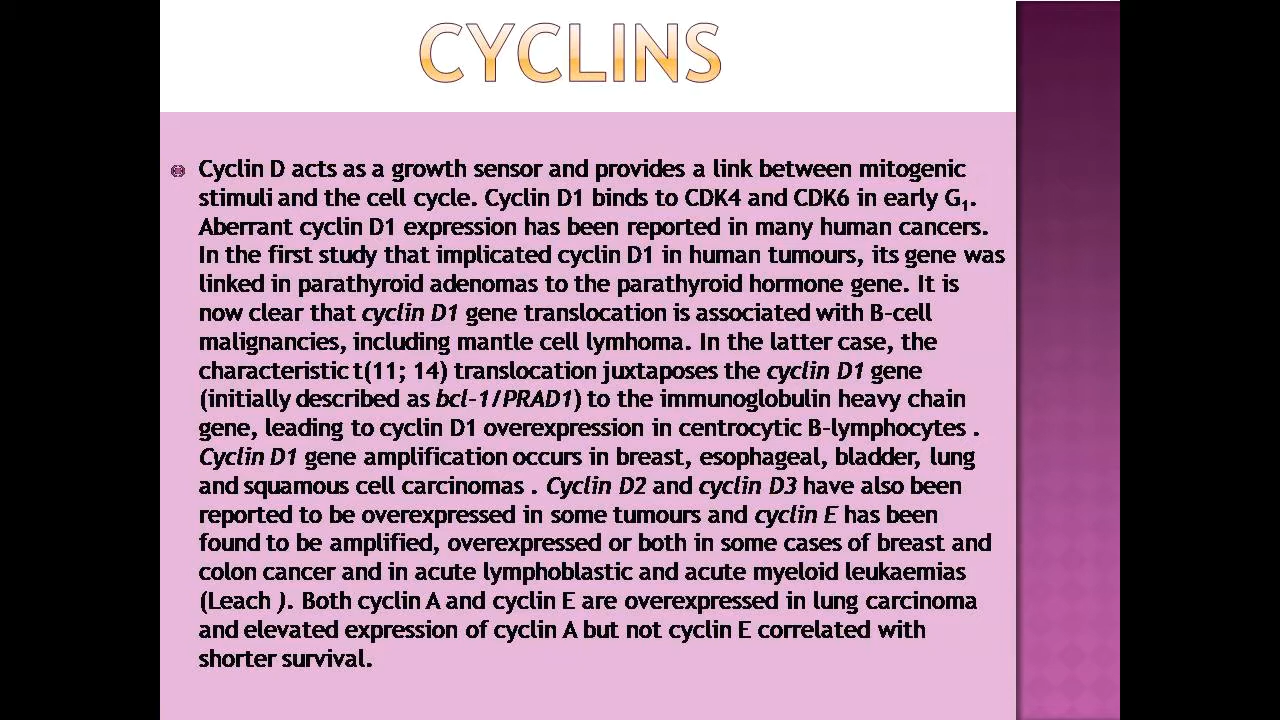 CYCLINS
Cyclin D acts as a growth sensor and provides a link between mitogenic
stimuli and the cell cycle. Cyclin D1 binds to CDK4 and CDK6 in early G₁.
Aberrant cyclin D1 expression has been reported in many human cancers.
In the first study that implicated cyclin D1 in human tumours, its gene was
linked in parathyroid adenomas to the parathyroid hormone gene. It is
now clear that cyclin D1 gene translocation is associated with B-cell
malignancies, including mantle cell lymhoma. In the latter case, the
characteristic t(11; 14) translocation juxtaposes the cyclin D1 gene
(initially described as bcl-1/PRAD1) to the immunoglobulin heavy chain
gene, leading to cyclin D1 overexpression in centrocytic B-lymphocytes .
Cyclin D1 gene amplification occurs in breast, esophageal, bladder, lung
and squamous cell carcinomas . Cyclin D2 and cyclin D3 have also been
reported to be overexpressed in some tumours and cyclin E has been
found to be amplified, overexpressed or both in some cases of breast and
colon cancer and in acute lymphoblastic and acute myeloid leukaemias
(Leach ). Both cyclin A and cyclin E are overexpressed in lung carcinoma
and elevated expression of cyclin A but not cyclin E correlated with
shorter survival.